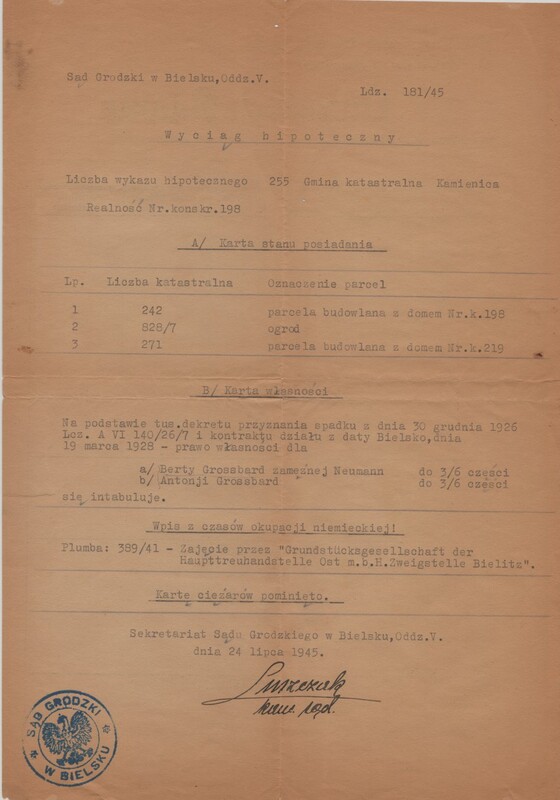 Sąd Grodzki w Bielsku, Oddz.V.
Ldz. 181/45
Wyciąg hipoteczny
Liczba wykazu hipotecznego 255 Gmina katastralna Kamienica
Realność Nr.konskr.198
A/ Karta stanu posiadania
Lp. Liczba katastralna Oznaczenie parcel
1 242 parcela budowlana z domem Nr.k.198
2 828/7 ogrod
3 271 parcela budowlana z domem Nr.k.219
B/ Karta własności
Na podstawie tus.dekretu przyznania spadku z dnia 30 grudnia 1926
Lcz. A VI 140/26/7 i kontraktu działu z daty Bielsko,dnia
19 marca 1928 - prawo własności dla
a/ Berty Grossbard zamężnej Neumann do 3/6 części
b/ Antonji Grossbard do 3/6 części
się intabuluje.
Wpis z czasów okupacji niemieckiej!
Plumba: 389/41 - Zajęcie przez "Grundstücksgesellschaft der
Haupttreuhandstelle Ost m.b.H.Zweigstelle Bielitz".
Kartę ciężarów pominięto.
Sekretariat Sądu Grodzkiego w Bielsku,Oddz.V.
dnia 24 lipca 1945.
SĄD GRODZKI
W BIELSKU